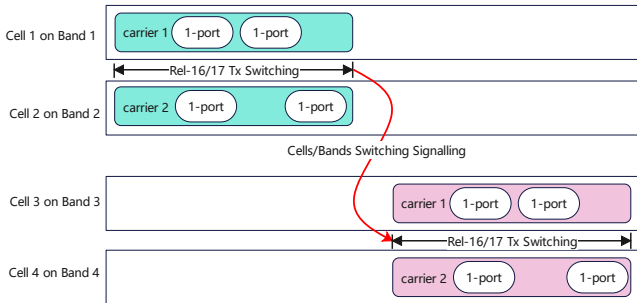 Cell 1 on Band 1
carrier 1
1-port
1-port
Rel-16/17 Tx Switching
Cell 2 on Band 2
carrier 2
1-port
1-port
Cells/Bands Switching Signalling
Cell 3 on Band 3
carrier 1
1-port
1-port
Rel-16/17 Tx Switching
Cell 4 on Band 4
carrier 2
1-port
1-port